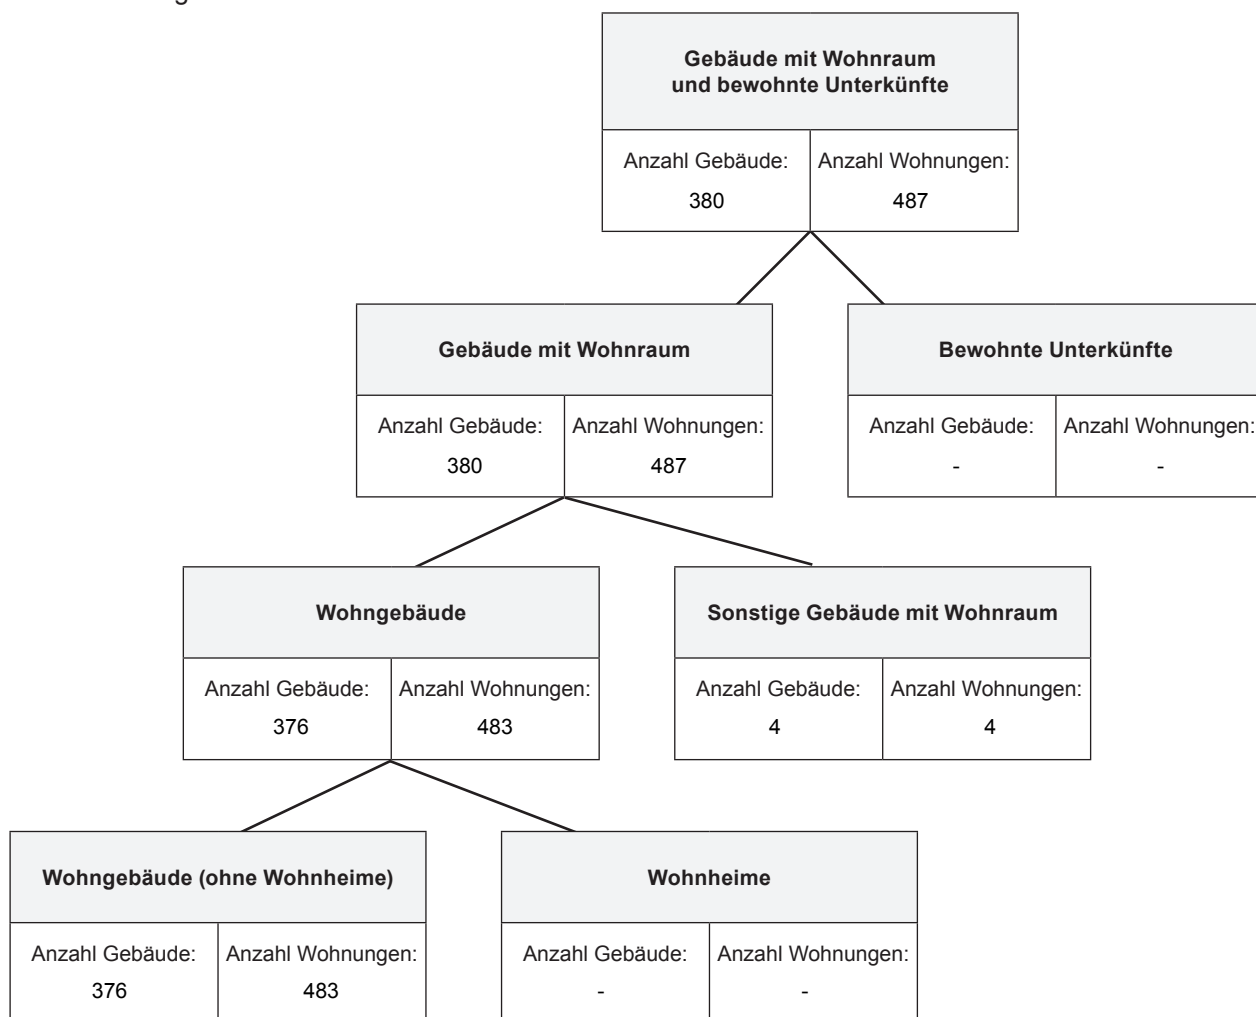 Gebäude mit Wohnraum
und bewohnte Unterkünfte
Anzahl Gebäude: Anzahl Wohnungen:
380 487
Gebäude mit Wohnraum
Anzahl Gebäude: Anzahl Wohnungen:
380 487
Bewohnte Unterkünfte
Anzahl Gebäude: Anzahl Wohnungen:
- -
Wohngebäude
Anzahl Gebäude: Anzahl Wohnungen:
376 483
Sonstige Gebäude mit Wohnraum
Anzahl Gebäude: Anzahl Wohnungen:
4 4
Wohngebäude (ohne Wohnheime)
Anzahl Gebäude: Anzahl Wohnungen:
376 483
Wohnheime
Anzahl Gebäude: Anzahl Wohnungen:
- -